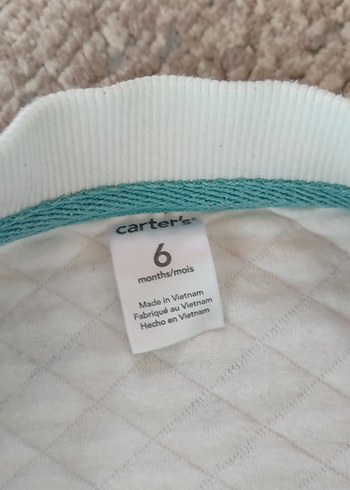 carter's
6
months/mois
Made in Vietnam
Fabriqué au Vietnam
Hecho en Vietnam